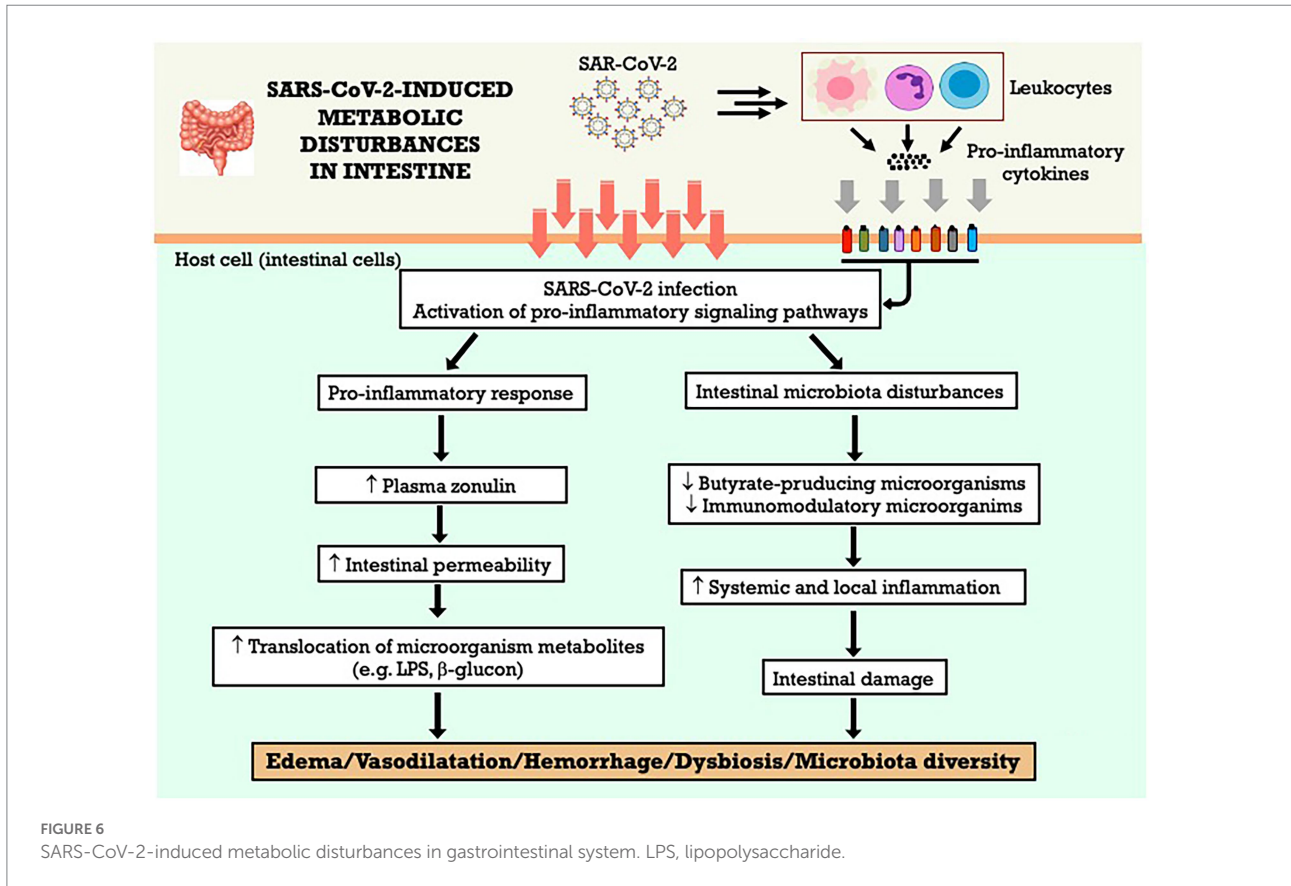 SARS-CoV-2-INDUCED
METABOLIC
DISTURBANCES
IN INTESTINE
SAR-CoV-2
Leukocytes
Pro-inflammatory
cytokines
Host cell (intestinal cells)
SARS-CoV-2 infection
Activation of pro-inflammatory signaling pathways
Pro-inflammatory response
↑ Plasma zonulin
↑ Intestinal permeability
↑ Translocation of microorganism metabolites
(e.g. LPS, β-glucon)
Intestinal microbiota disturbances
↓ Butyrate-pruducing microorganisms
↓ Immunomodulatory microorganims
↑ Systemic and local inflammation
Intestinal damage
Edema/Vasodilatation/Hemorrhage/Dysbiosis/Microbiota diversity
FIGURE 6
SARS-CoV-2-induced metabolic disturbances in gastrointestinal system. LPS, lipopolysaccharide.